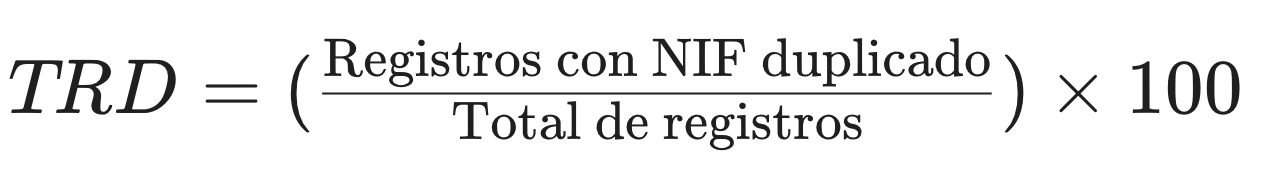 TRD = (Registros con NIF duplicado / Total de registros) × 100